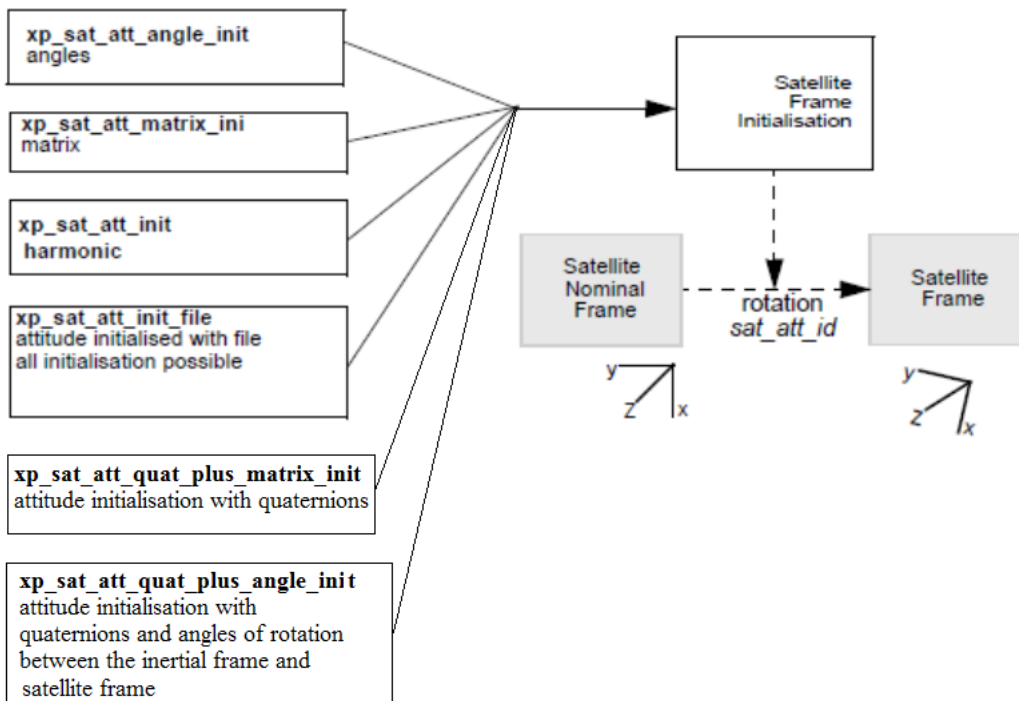 xp_sat_att_angle_init
angles
xp_sat_att_matrix_ini
matrix
xp_sat_att_init
harmonic
xp_sat_att_init_file
attitude initialised with file
all initialisation possible
xp_sat_att_quat_plus_matrix_init
attitude initialisation with quaternions
xp_sat_att_quat_plus_angle_init
attitude initialisation with
quaternions and angles of rotation
between the inertial frame and
satellite frame
Satellite
Frame
Initialisation
Satellite
Nominal
Frame
rotation
sat_att_id
Satellite
Frame
y
Z
x
y
Z
x